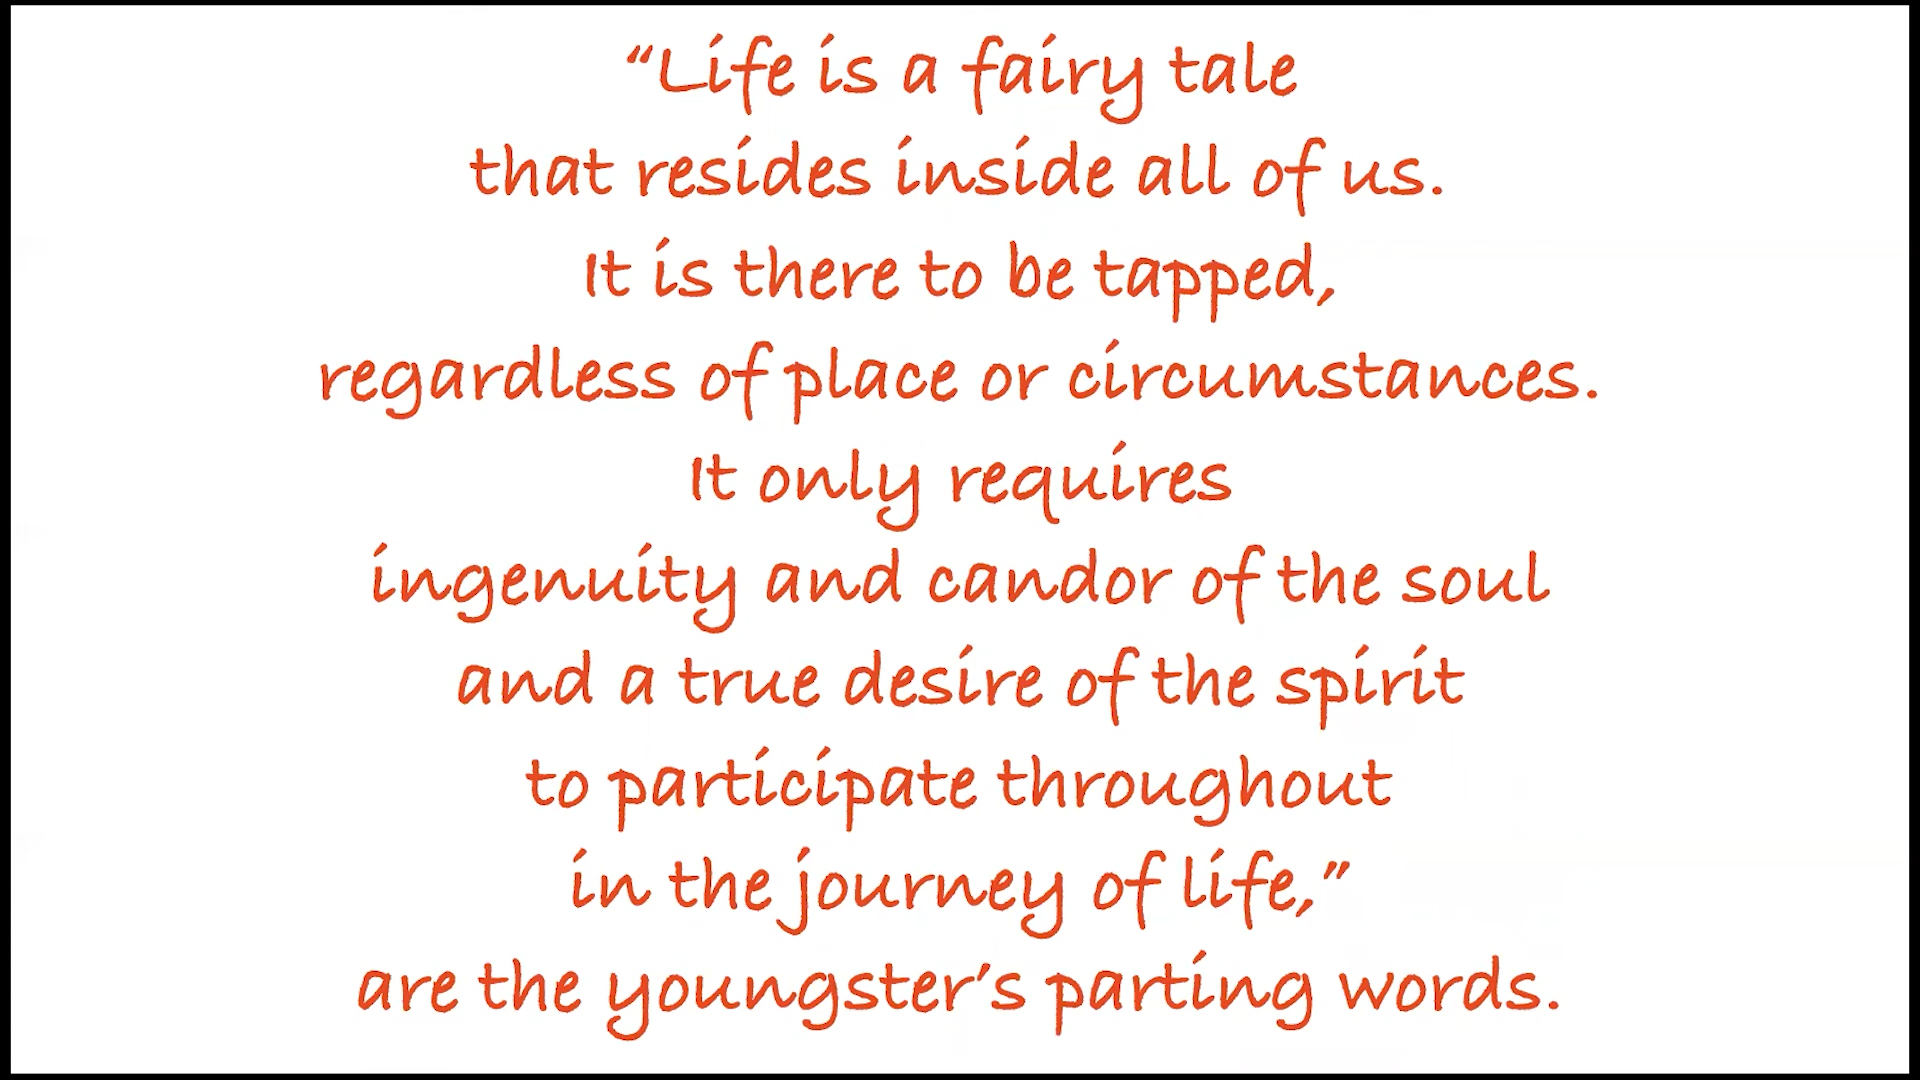 “Life is a fairy tale
that resides inside all of us.
It is there to be tapped,
regardless of place or circumstances.
It only requires
ingenuity and candor of the soul
and a true desire of the spirit
to participate throughout
in the journey of life,”
are the youngster’s parting words.